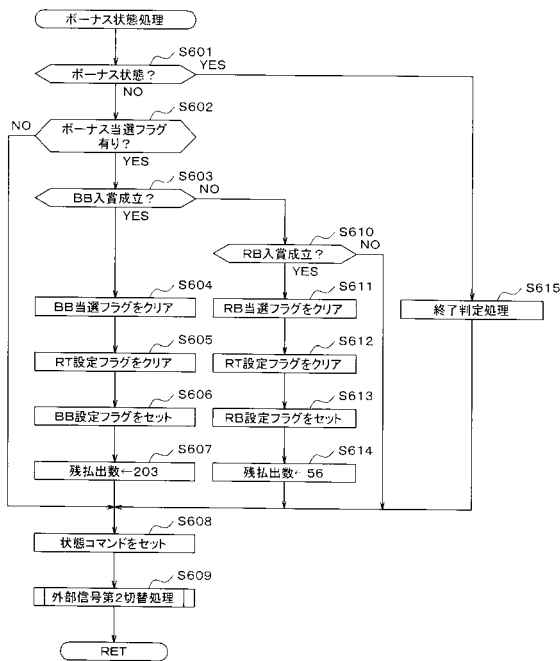 ボーナス状態処理
S601
ボーナス状態?
YES
NO
S602
NO
ボーナス当選フラグ
有り?
YES
S603
BB入賞成立?
NO
YES
S610
RB入賞成立?
NO
YES
S604
BB当選フラグをクリア
S611
RB当選フラグをクリア
S615
終了判定処理
S605
RT設定フラグをクリア
S612
RT設定フラグをクリア
S606
BB設定フラグをセット
S613
RB設定フラグをセット
S607
残払出数←203
S614
残払出数←56
S608
状態コマンドをセット
S609
外部信号第2切替処理
RET